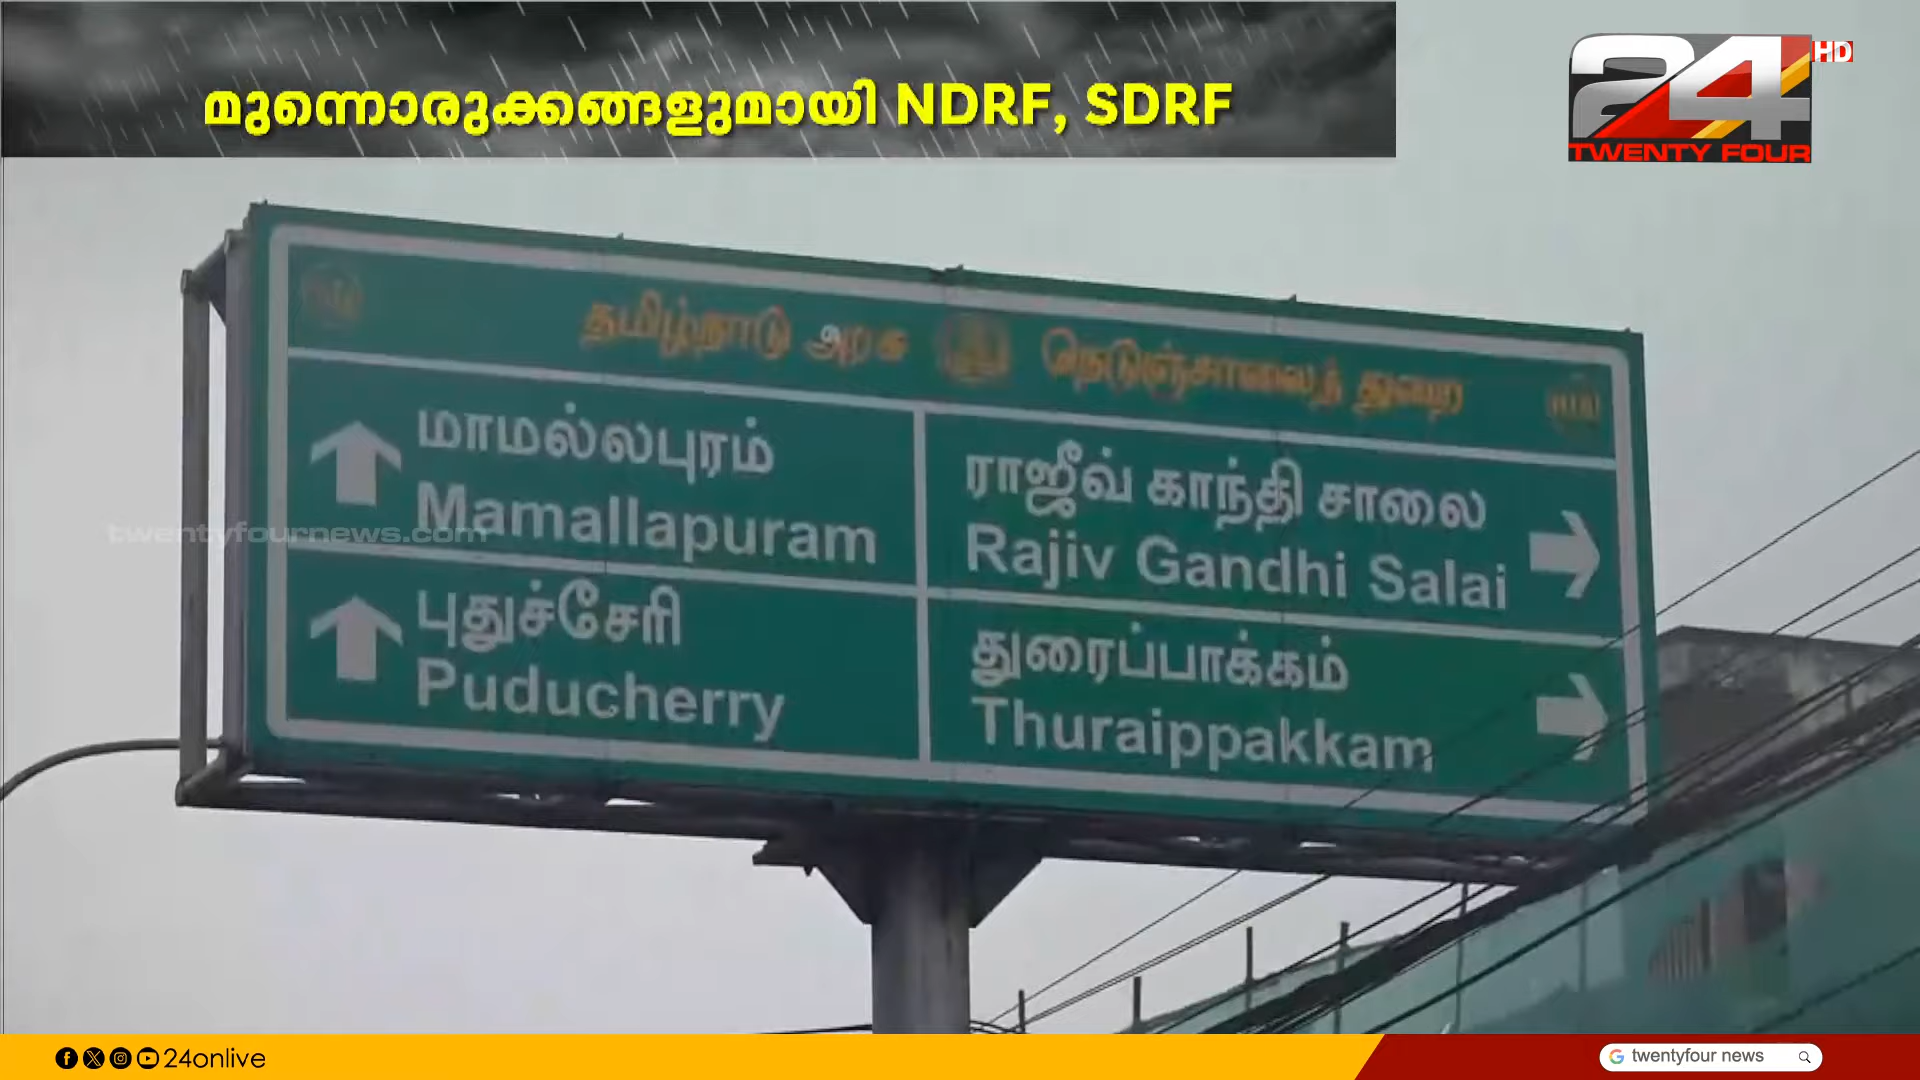 മുന്നൊരുക്കങ്ങളുമായി NDRF, SDRF
24 HD
TWENTY FOUR
தமிழ்நாடு அரசு நெடுஞ்சாலைத் துறை
மாமல்லபுரம்
Mamallapuram
ராஜீவ் காந்தி சாலை
Rajiv Gandhi Salai
twentyfournews.com
புதுச்சேரி
Puducherry
துரைப்பாக்கம்
Thuraippakkam
24onlive
twentyfour news